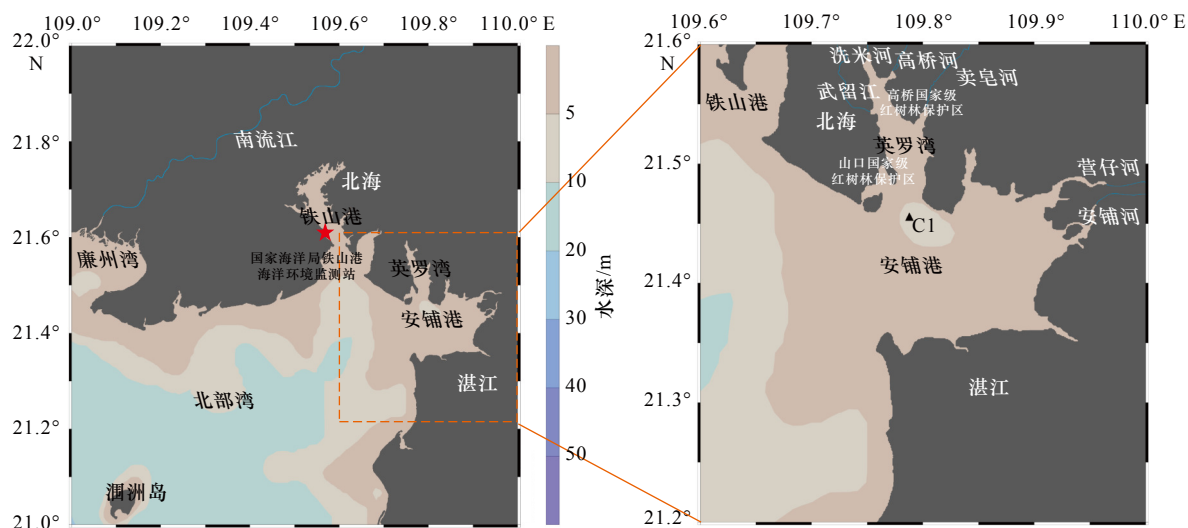 109.0° 109.2° 109.4° 109.6° 109.8° 109.0° E
22.0°
N
21.8°
21.6°
21.4°
21.2°
21.0°
南流江
北海
铁山港
国家海洋局铁山港
海洋环境监测站
廉州湾
英罗湾
安铺港
北部湾
湛江
涠洲岛
5
10
20
30
40
50
水深/m
109.6° 109.7° 109.8° 109.9° 110.0° E
21.6°
N
21.5°
21.4°
21.3°
21.2°
洗米河
高桥河
卖皂河
武留江
高桥国家级
红树林保护区
铁山港
北海
英罗湾
山口国家级
红树林保护区
营仔河
安铺河
C1
安铺港
湛江